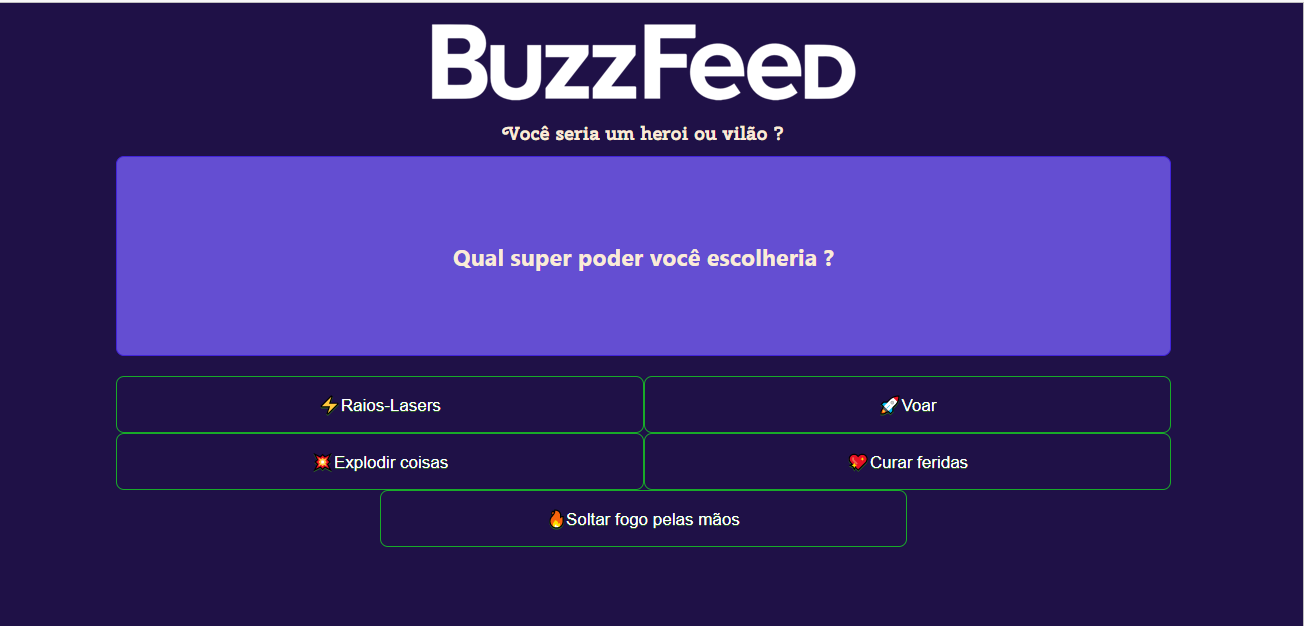 BuzzFeed
Você seria um heroi ou vilão ?
Qual super poder você escolheria ?
⚡Raios-Lasers
🚀Voar
💥Explodir coisas
💖Curar feridas
🔥Soltar fogo pelas mãos